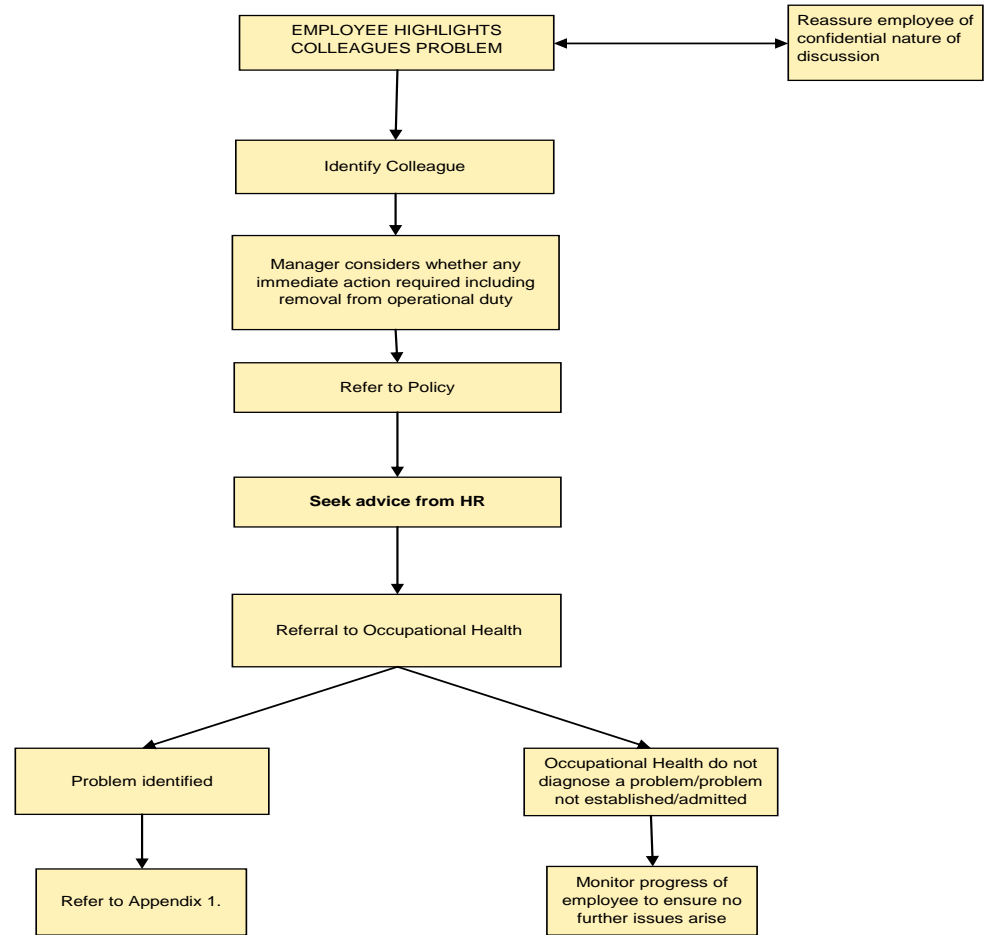 EMPLOYEE HIGHLIGHTS
COLLEAGUES PROBLEM
Reassure employee of
confidential nature of
discussion
Identify Colleague
Manager considers whether any
immediate action required including
removal from operational duty
Refer to Policy
Seek advice from HR
Referral to Occupational Health
Problem identified
Occupational Health do not
diagnose a problem/problem
not established/admitted
Refer to Appendix 1.
Monitor progress of
employee to ensure no
further issues arise